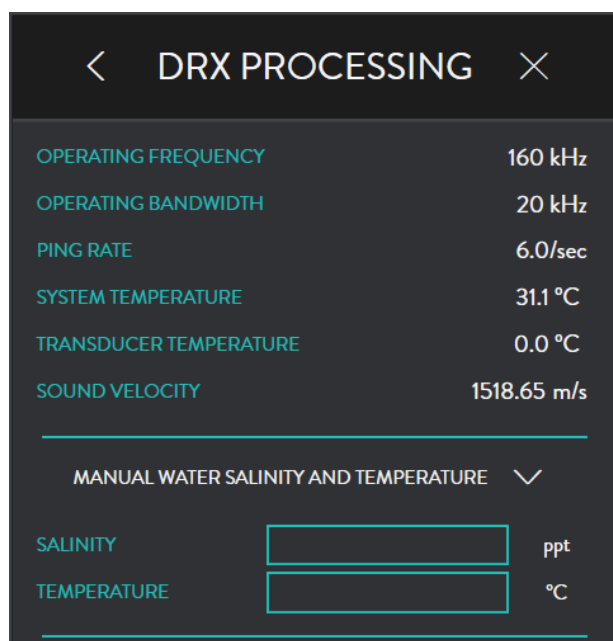 DRX PROCESSING
OPERATING FREQUENCY 160 kHz
OPERATING BANDWIDTH 20 kHz
PING RATE 6.0/sec
SYSTEM TEMPERATURE 31.1 °C
TRANSDUCER TEMPERATURE 0.0 °C
SOUND VELOCITY 1518.65 m/s
MANUAL WATER SALINITY AND TEMPERATURE
SALINITY ppt
TEMPERATURE °C